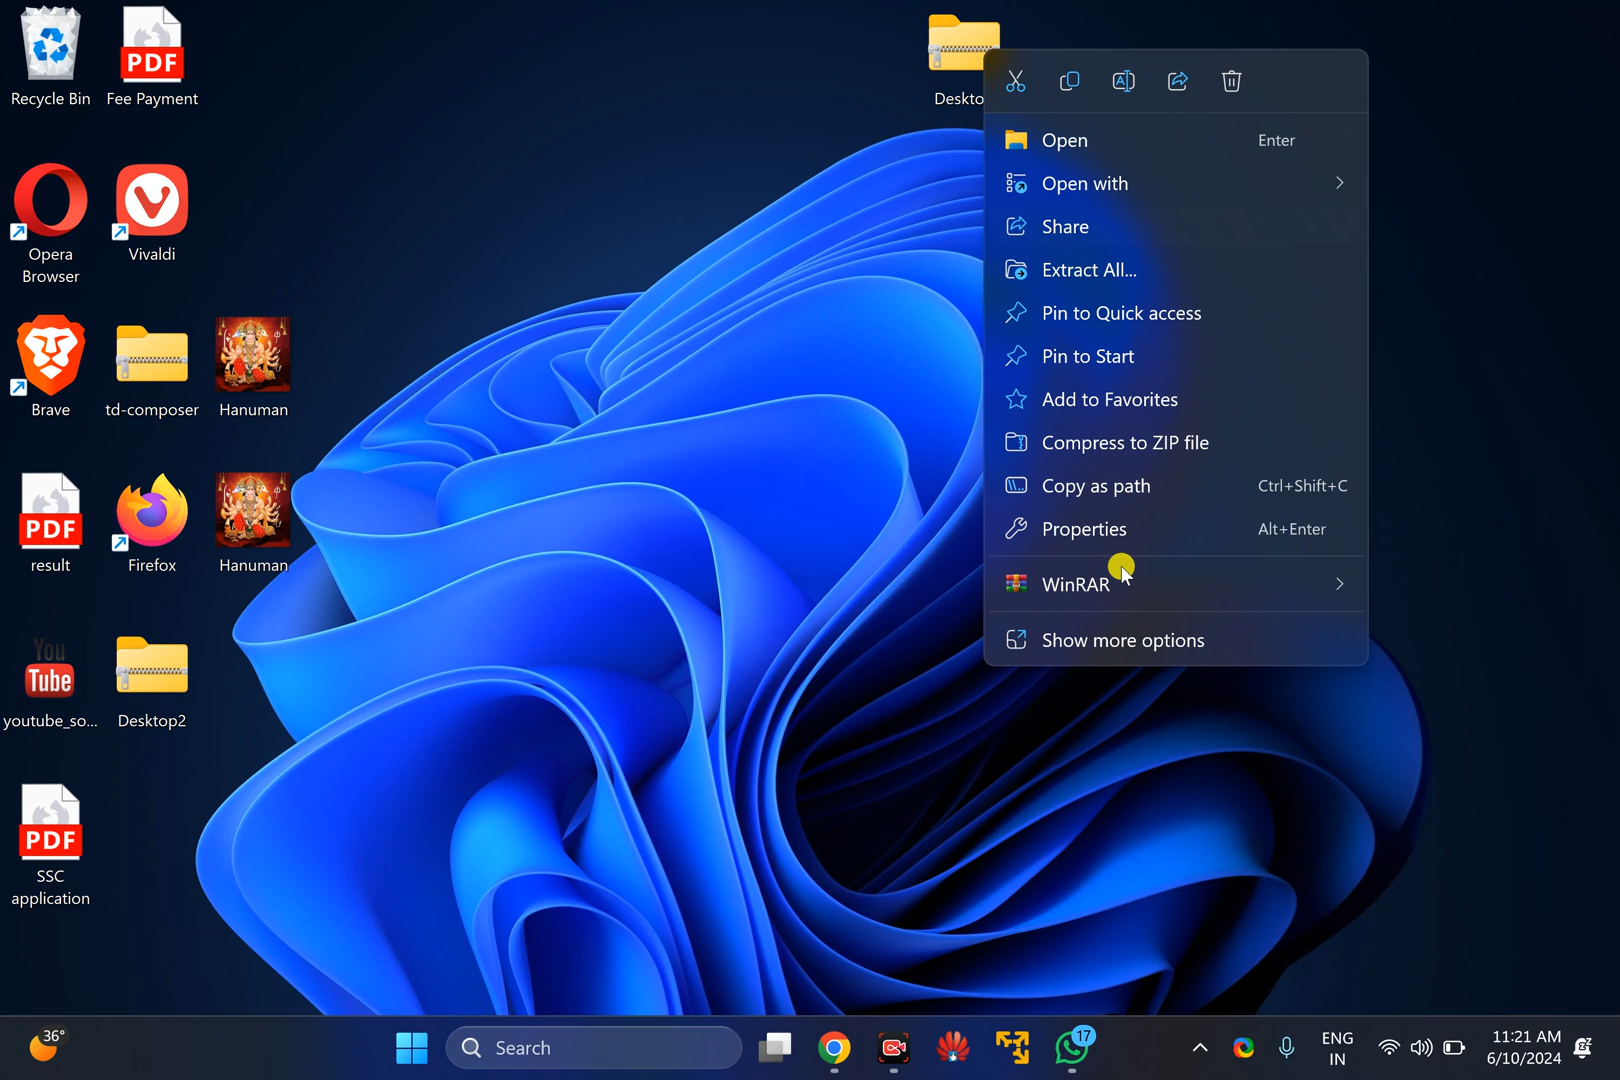 Recycle Bin
PDF
Fee Payment
Deskto
Open Enter
Open with
Share
Extract All...
Pin to Quick access
Pin to Start
Add to Favorites
Compress to ZIP file
Copy as path Ctrl+Shift+C
Properties Alt+Enter
WinRAR
Show more options
Opera
Browser
Vivaldi
Brave
td-composer
Hanuman
PDF
result
Firefox
Hanuman
You
Tube
youtube_so...
Desktop2
PDF
SSC
application
36°
Search
17
ENG
IN
11:21 AM
6/10/2024